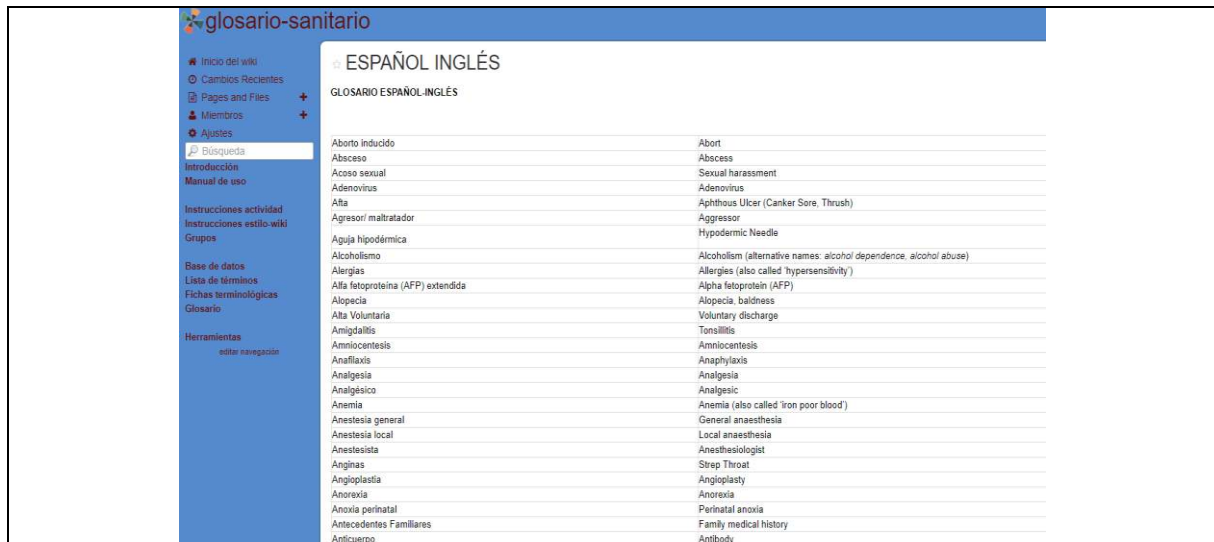 glosario-sanitario
Inicio del wiki
Cambios Recientes
Pages and Files +
Miembros +
Ajustes
Búsqueda
Introducción
Manual de uso
Instrucciones actividad
Instrucciones estilo-wiki
Grupos
Base de datos
Lista de términos
Fichas terminológicas
Glosario
Herramientas
editar navegación
ESPAÑOL INGLÉS
GLOSARIO ESPAÑOL-INGLÉS
Aborto inducido Abort
Absceso Abscess
Acoso sexual Sexual harassment
Adenovirus Adenovirus
Afta Aphthous Ulcer (Canker Sore, Thrush)
Agresor/ maltratador Aggressor
Aguja hipodérmica Hypodermic Needle
Alcoholismo Alcoholism (alternative names: alcohol dependence, alcohol abuse)
Alergias Allergies (also called 'hypersensitivity')
Alfa fetoproteína (AFP) extendida Alpha fetoprotein (AFP)
Alopecia Alopecia, baldness
Alta Voluntaria Voluntary discharge
Amigdalitis Tonsillitis
Amniocentesis Amniocentesis
Anafilaxis Anaphylaxis
Analgesia Analgesia
Analgésico Analgesic
Anemia Anemia (also called 'iron poor blood')
Anestesia general General anaesthesia
Anestesia local Local anaesthesia
Anestesista Anesthesiologist
Anginas Strep Throat
Angioplastia Angioplasty
Anorexia Anorexia
Anoxia perinatal Perinatal anoxia
Antecedentes Familiares Family medical history
Anticuerpo Antibody